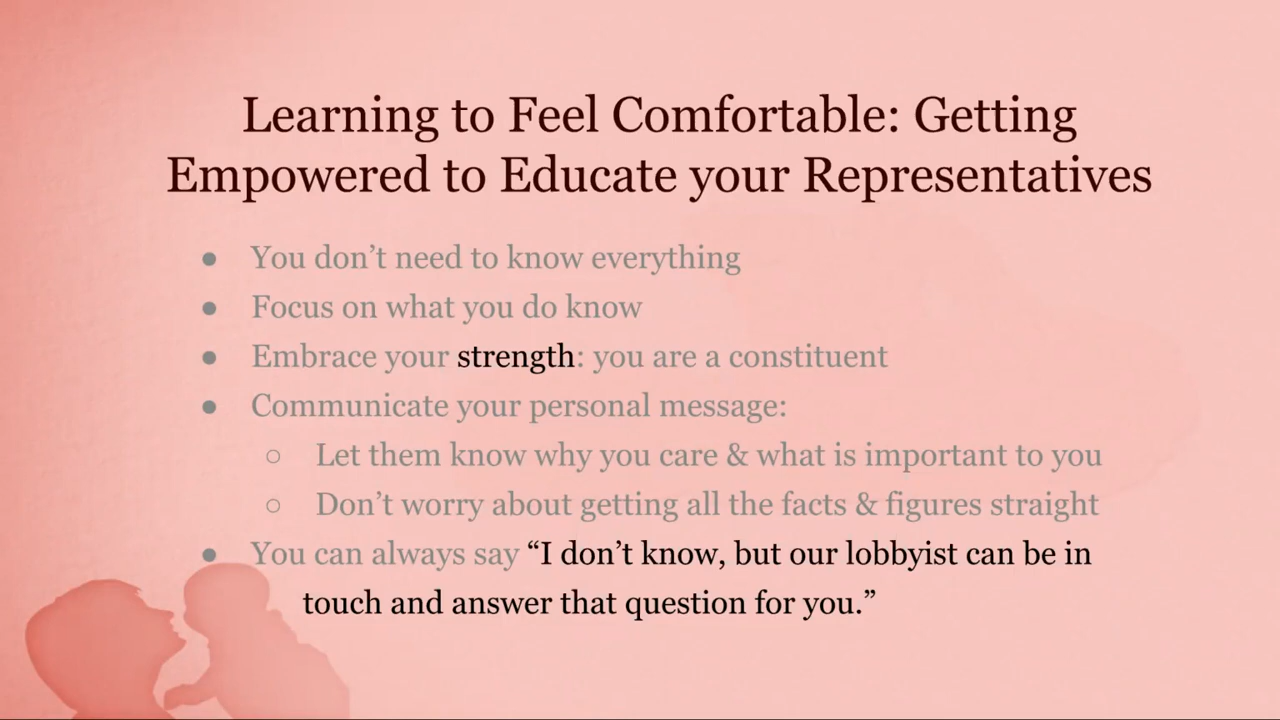 Learning to Feel Comfortable: Getting
Empowered to Educate your Representatives
● You don’t need to know everything
● Focus on what you do know
● Embrace your strength: you are a constituent
● Communicate your personal message:
○ Let them know why you care & what is important to you
○ Don’t worry about getting all the facts & figures straight
● You can always say “I don’t know, but our lobbyist can be in
touch and answer that question for you.”